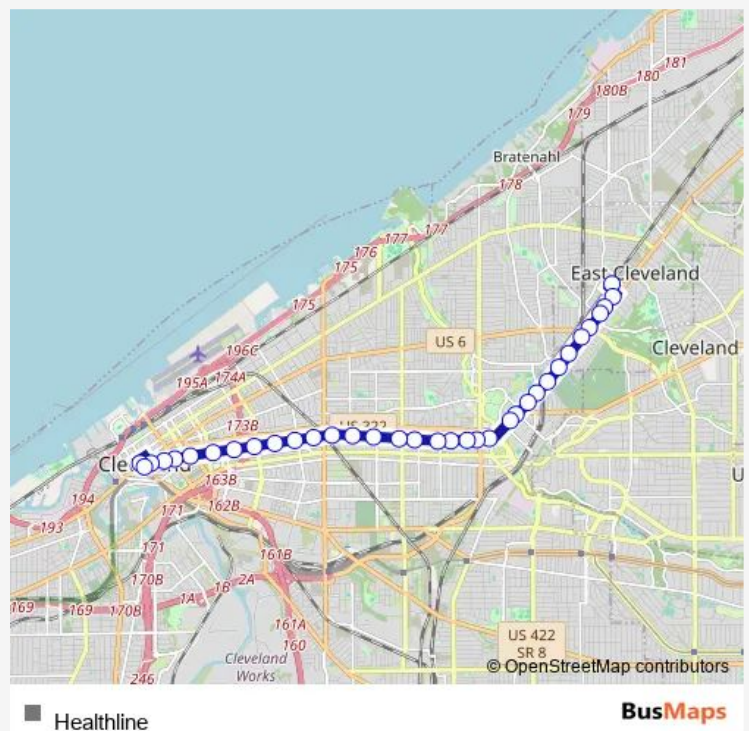 181
180
180B
179
Bratenahl
178
177
177
176
175
East Cleveland
175
US 6
Cleveland
196C
195A
174A
173B
US 322
Cleveland
163B
194
162B
171
193
171
161B
170B
2A
1B
1A
169
169
170B
161A
160
US 422
SR 8
Cleveland
Works
246
© OpenStreetMap contributors
Healthline
BusMaps